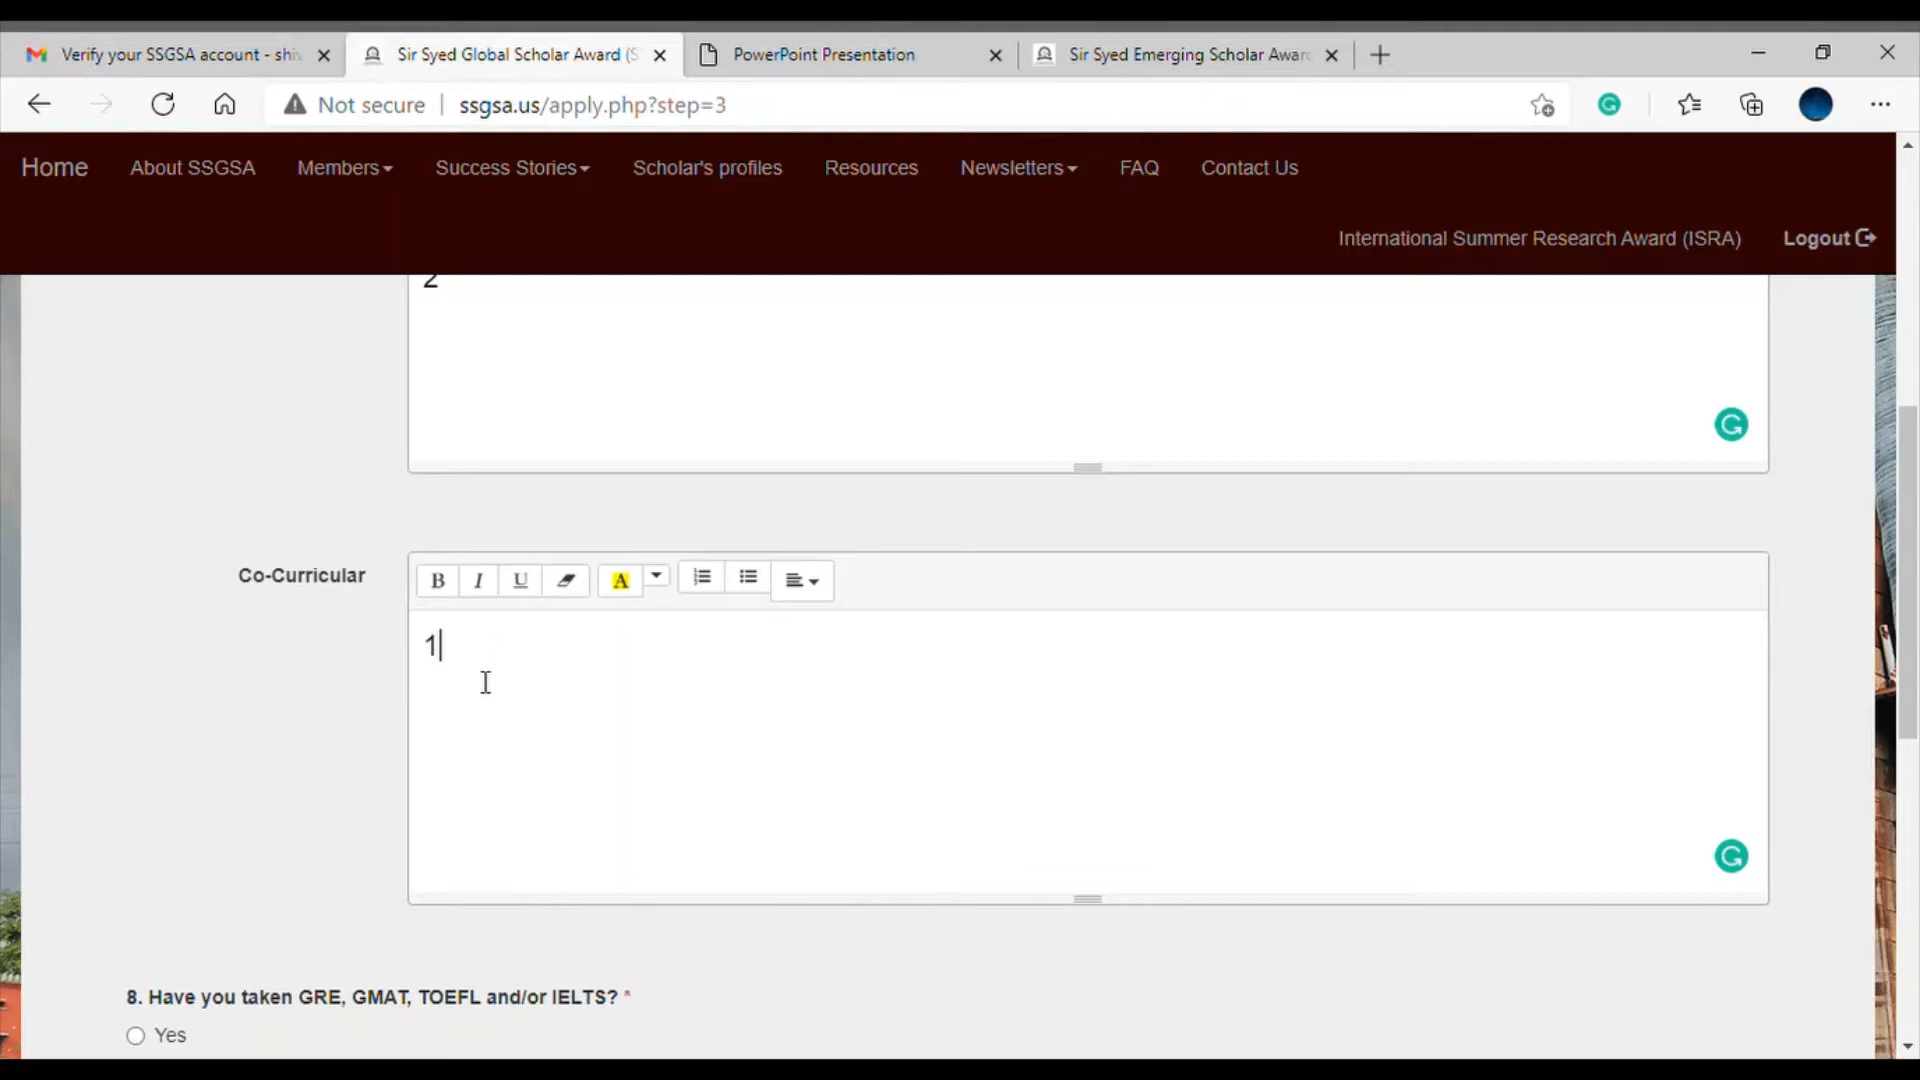 Verify your SSGSA account - shiv
Sir Syed Global Scholar Award (S
PowerPoint Presentation
Sir Syed Emerging Scholar Awar
Not secure
ssgsa.us/apply.php?step=3
Home
About SSGSA
Members
Success Stories
Scholar's profiles
Resources
Newsletters
FAQ
Contact Us
International Summer Research Award (ISRA)
Logout
2
Co-Curricular
B I U A
1
8. Have you taken GRE, GMAT, TOEFL and/or IELTS? *
Yes